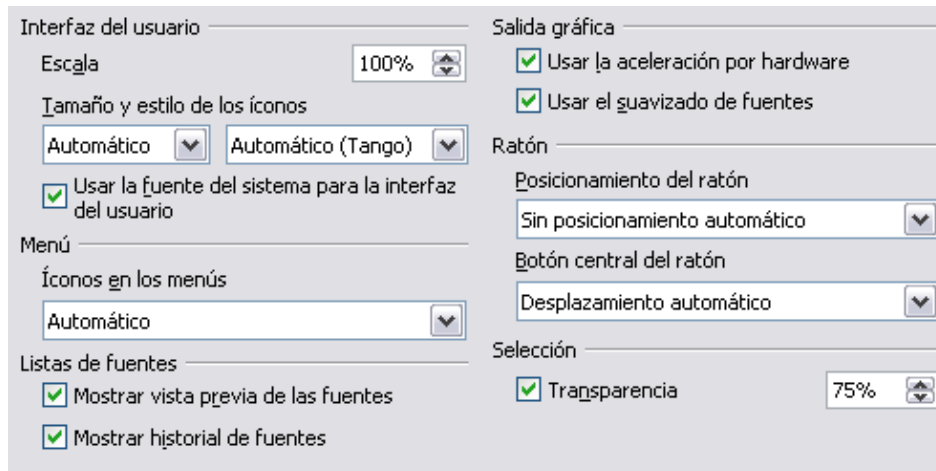 Interfaz del usuario
Escala
100%
Tamaño y estilo de los íconos
Automático
Automático (Tango)
Usar la fuente del sistema para la interfaz
del usuario
Menú
Íconos en los menús
Automático
Listas de fuentes
Mostrar vista previa de las fuentes
Mostrar historial de fuentes
Salida gráfica
Usar la aceleración por hardware
Usar el suavizado de fuentes
Ratón
Posicionamiento del ratón
Sin posicionamiento automático
Botón central del ratón
Desplazamiento automático
Selección
Transparencia
75%